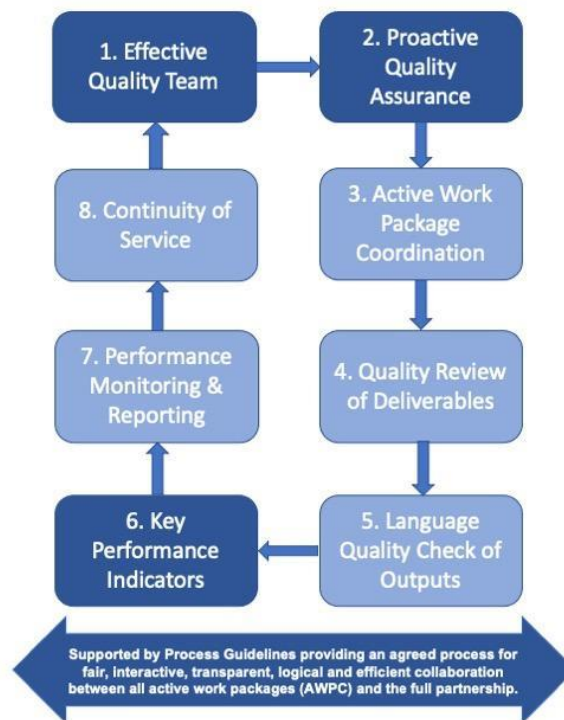 1. Effective
Quality Team
2. Proactive
Quality
Assurance
3. Active Work
Package
Coordination
4. Quality Review
of Deliverables
5. Language
Quality Check of
Outputs
6. Key
Performance
Indicators
7. Performance
Monitoring &
Reporting
8. Continuity of
Service
Supported by Process Guidelines providing an agreed process for
fair, interactive, transparent, logical and efficient collaboration
between all active work packages (AWPC) and the full partnership.